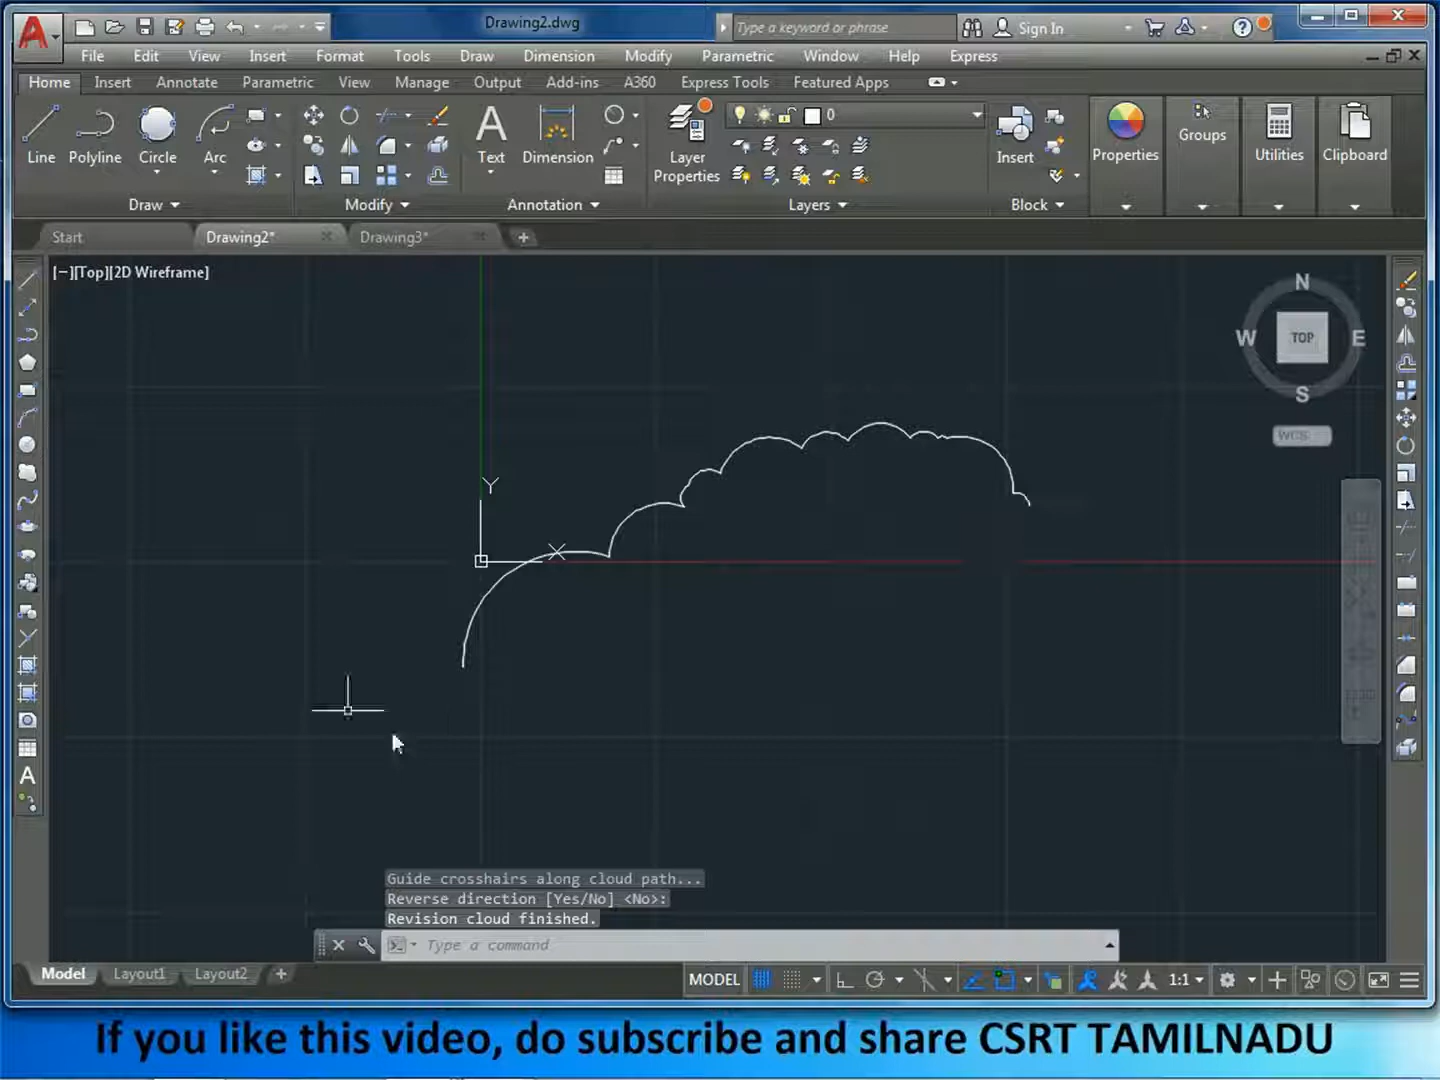 Drawing2.dwg
Type a keyword or phrase
Sign In
File Edit View Insert Format Tools Draw Dimension Modify Parametric Window Help Express
Home Insert Annotate Parametric View Manage Output Add-ins A360 Express Tools Featured Apps
0
Line Polyline Circle Arc
Text Dimension
Layer Properties
Insert
Properties Groups Utilities Clipboard
Draw Modify Annotation Layers Block
Start Drawing2* Drawing3*
[−][Top][2D Wireframe]
N
W TOP E
S
WCS
Y
X
Guide crosshairs along cloud path...
Reverse direction [Yes/No] <No>:
Revision cloud finished.
Type a command
Model Layout1 Layout2
MODEL 1:1
If you like this video, do subscribe and share CSRT TAMILNADU